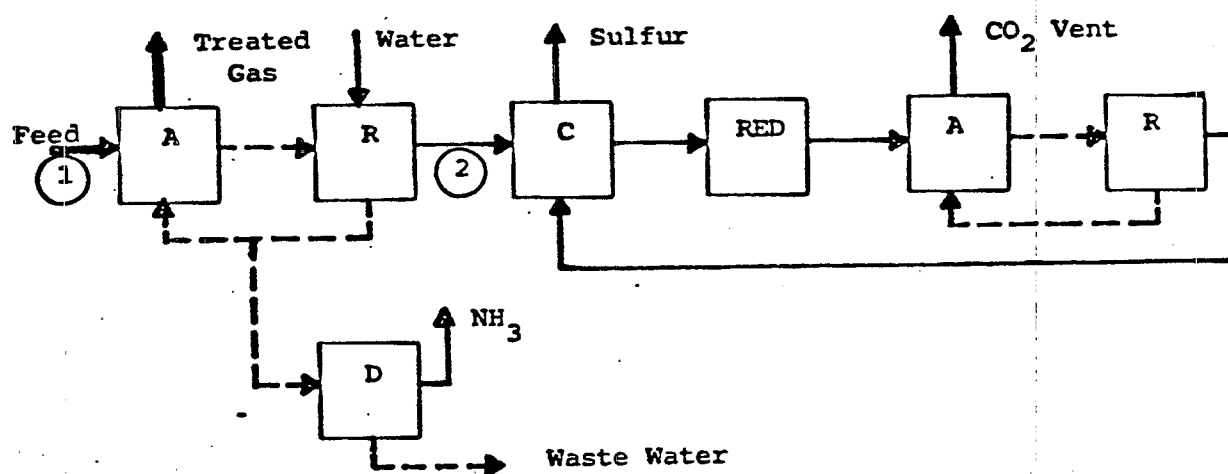 Treated
Gas
Water
Sulfur
CO₂ Vent
Feed
1
A
R
2
C
RED
A
R
NH₃
D
Waste Water